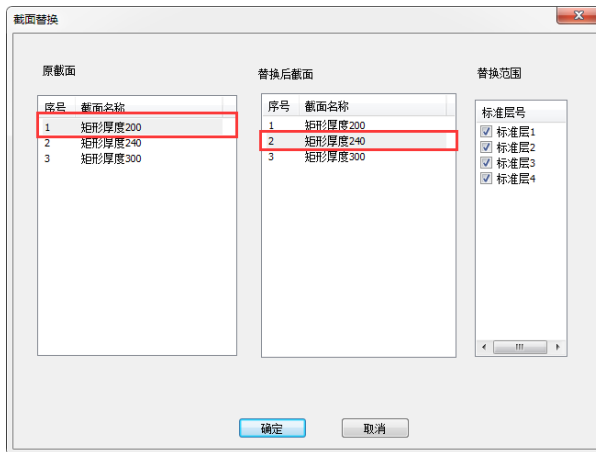 截面替换
原截面
替换后截面
替换范围
序号 截面名称
1 矩形厚度200
2 矩形厚度240
3 矩形厚度300
序号 截面名称
1 矩形厚度200
2 矩形厚度240
3 矩形厚度300
标准层号
标准层1
标准层2
标准层3
标准层4
确定
取消